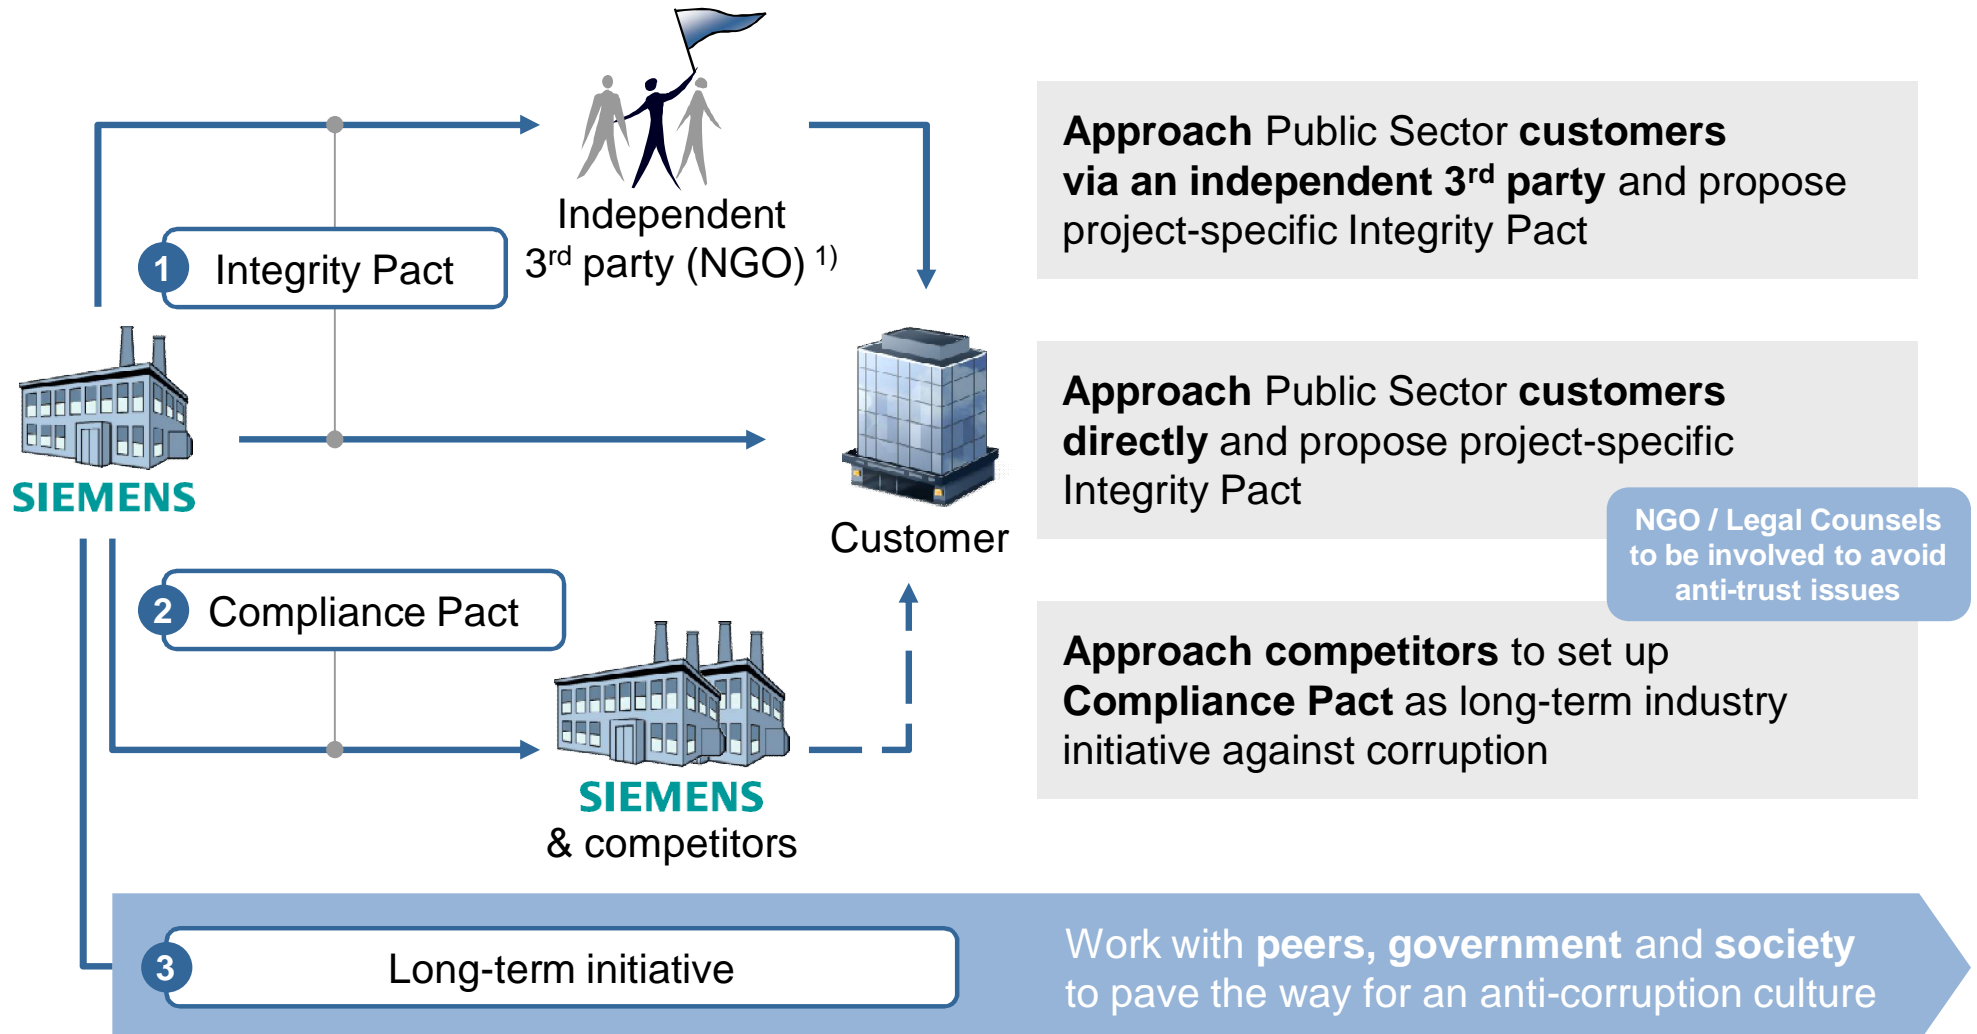 Independent
3rd party (NGO) 1)
1
Integrity Pact
SIEMENS
Customer
2
Compliance Pact
SIEMENS
& competitors
Approach Public Sector customers
via an independent 3rd party and propose
project-specific Integrity Pact
Approach Public Sector customers
directly and propose project-specific
Integrity Pact
NGO / Legal Counsels
to be involved to avoid
anti-trust issues
Approach competitors to set up
Compliance Pact as long-term industry
initiative against corruption
3
Long-term initiative
Work with peers, government and society
to pave the way for an anti-corruption culture